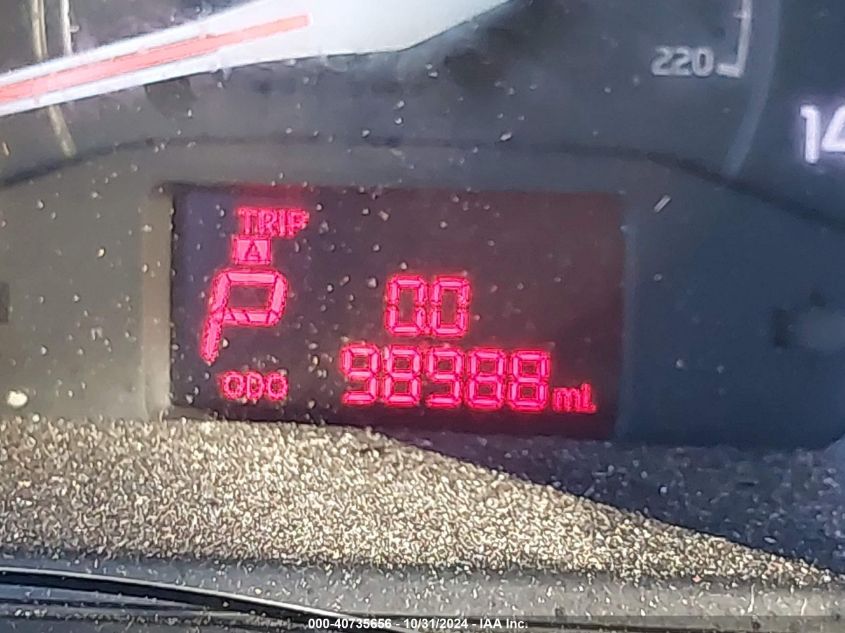 220
14
TRIP
A
P
00
ODO
98988 mi
000-40735656 - 10/31/2024 - IAA Inc.